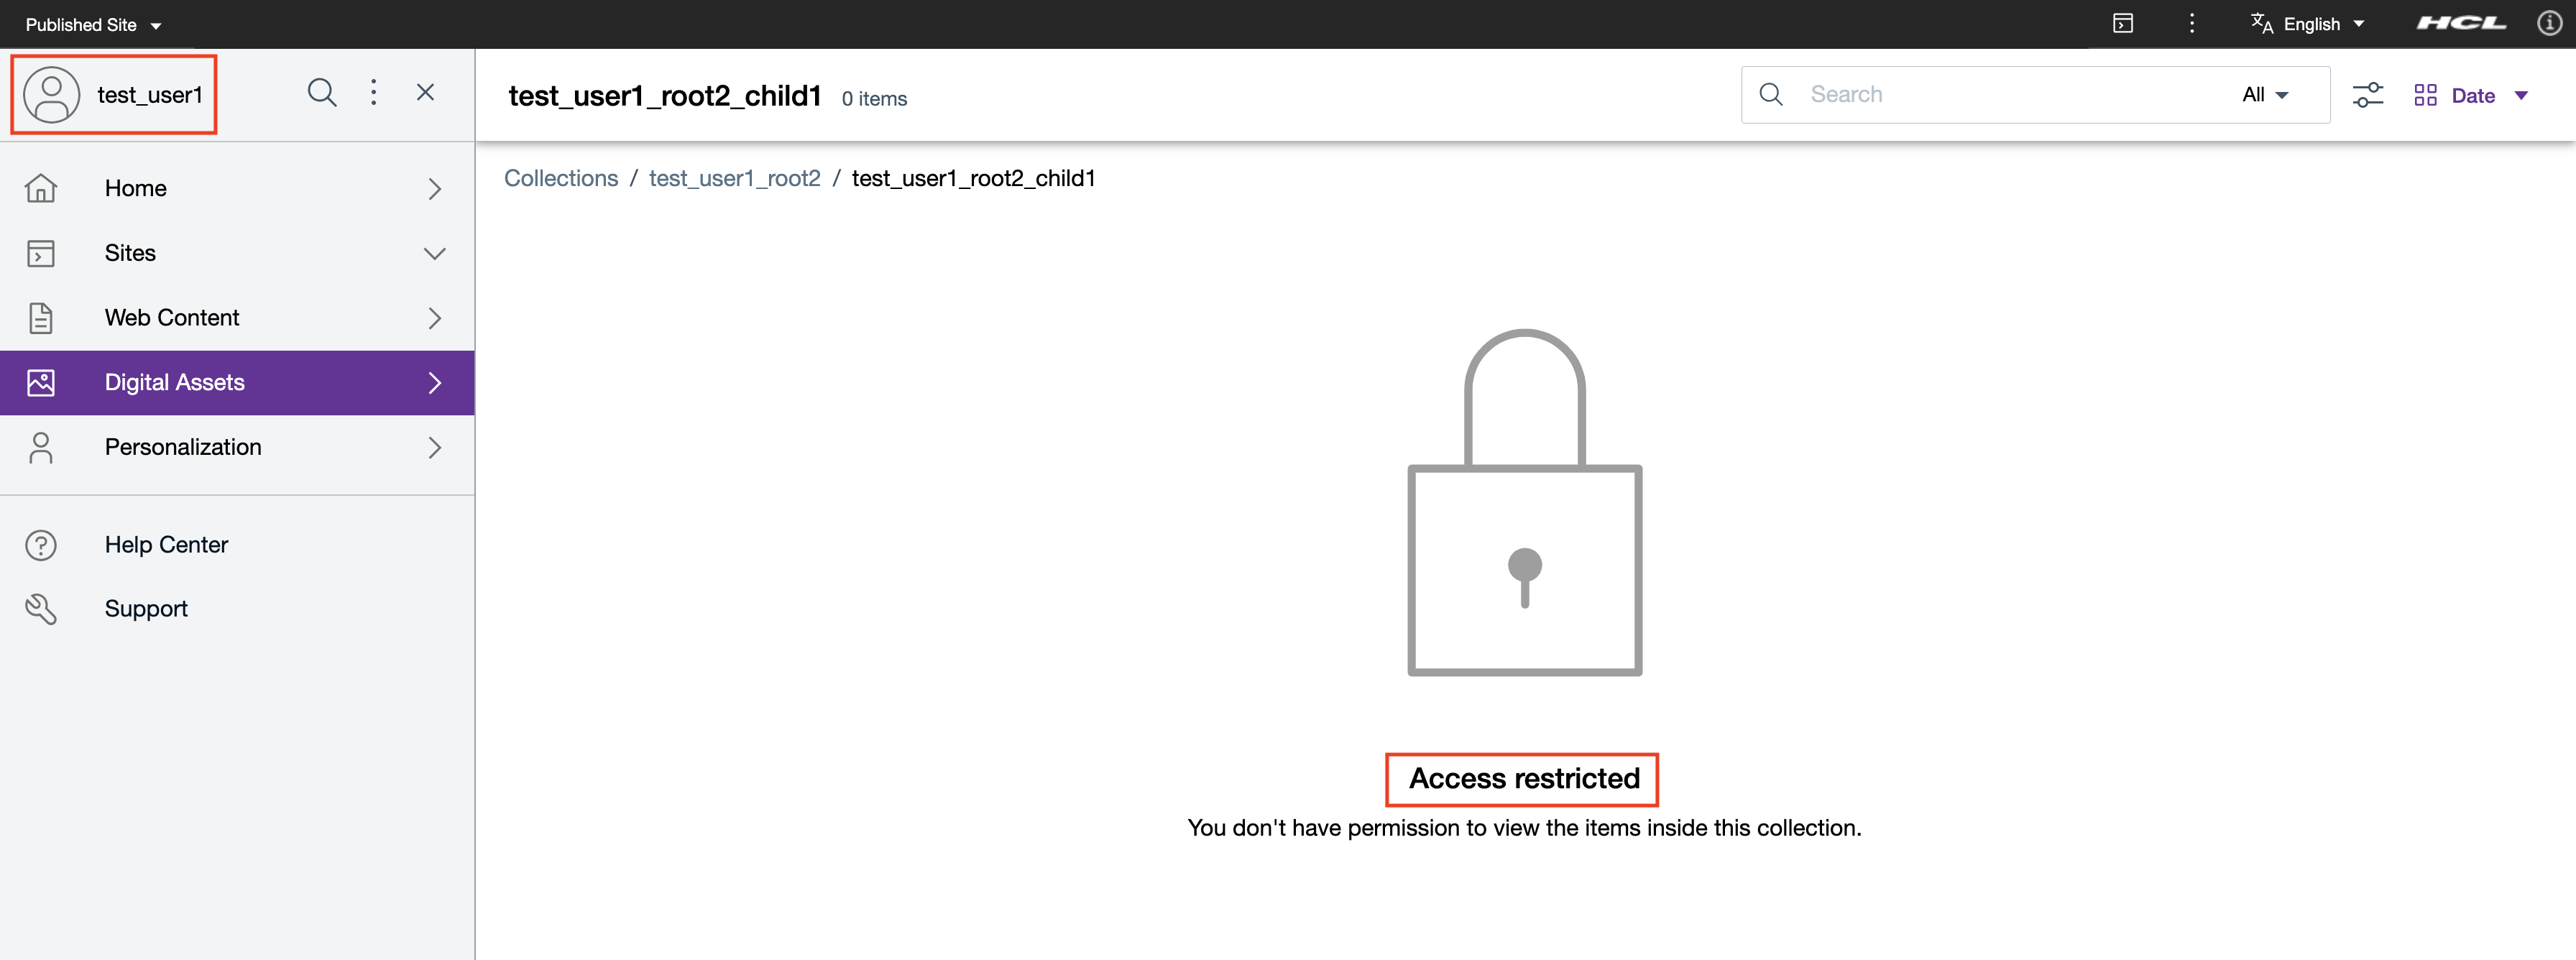 Published Site
English
HCL
test_user1
test_user1_root2_child1 0 items
Search
All
Date
Collections / test_user1_root2 / test_user1_root2_child1
Home
Sites
Web Content
Digital Assets
Personalization
Help Center
Support
Access restricted
You don't have permission to view the items inside this collection.